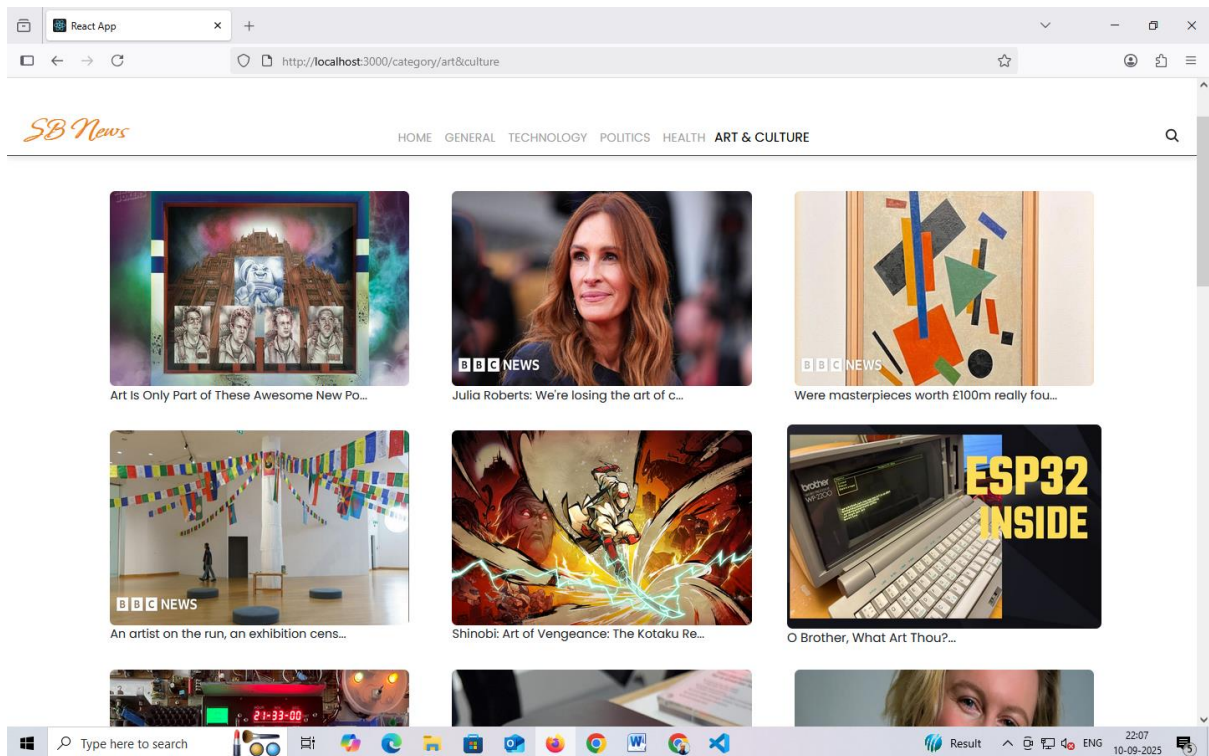 React App
http://localhost:3000/category/art&culture
SB News
HOME GENERAL TECHNOLOGY POLITICS HEALTH ART & CULTURE
BBC NEWS
BBC NEWS
Art Is Only Part of These Awesome New Po...
Julia Roberts: We're losing the art of c...
Were masterpieces worth £100m really fou...
brother
WP-2200
ESP32
INSIDE
BBC NEWS
An artist on the run, an exhibition cens...
Shinobi: Art of Vengeance: The Kotaku Re...
O Brother, What Art Thou?...
21-33-00
Type here to search
Result
ENG
22:07
10-09-2025
5